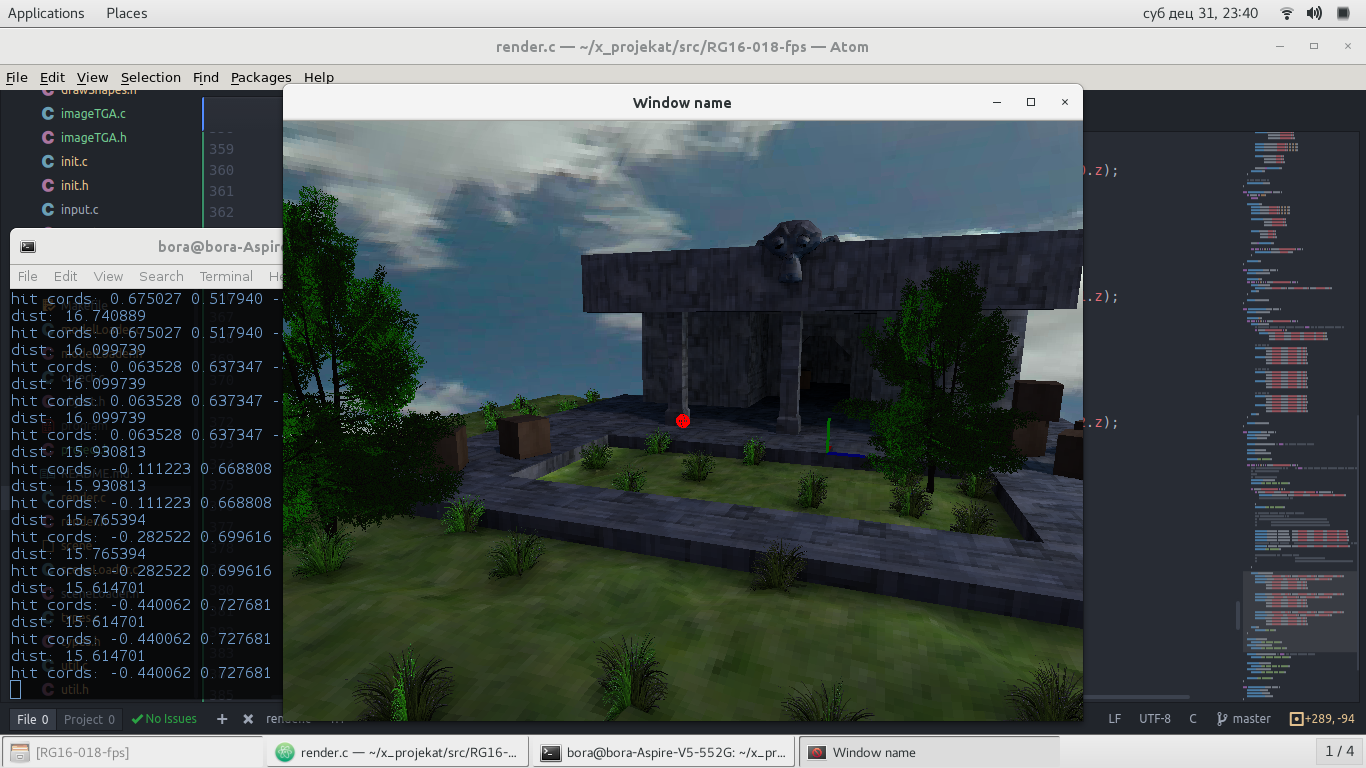 Applications Places суб дец 31, 23:40
render.c — ~/x_projekat/src/RG16-018-fps — Atom
File Edit View Selection Find Packages Help
drawShapes.h
imageTGA.c
imageTGA.h
init.c
init.h
input.c
359
360
361
362
.z);
.z);
.z);
Window name
bora@bora-Aspire
File Edit View Search Terminal He
hit cords: 0.675027 0.517940 -
dist: 16.740889
hit cords: 0.675027 0.517940 -
dist: 16.099739
hit cords: 0.063528 0.637347 -
dist: 16.099739
hit cords: 0.063528 0.637347 -
dist: 16.099739
hit cords: 0.063528 0.637347 -
dist: 15.930813
hit cords: -0.111223 0.668808
dist: 15.930813
hit cords: -0.111223 0.668808
dist: 15.765394
hit cords: -0.282522 0.699616
dist: 15.765394
hit cords: -0.282522 0.699616
dist: 15.614701
hit cords: -0.440062 0.727681
dist: 15.614701
hit cords: -0.440062 0.727681
dist: 15.614701
hit cords: -0.440062 0.727681
util.h
File 0 Project 0 No Issues + LF UTF-8 C master +289, -94
[RG16-018-fps] render.c — ~/x_projekat/src/RG16-... bora@bora-Aspire-V5-552G: ~/x_pr... Window name 1 / 4